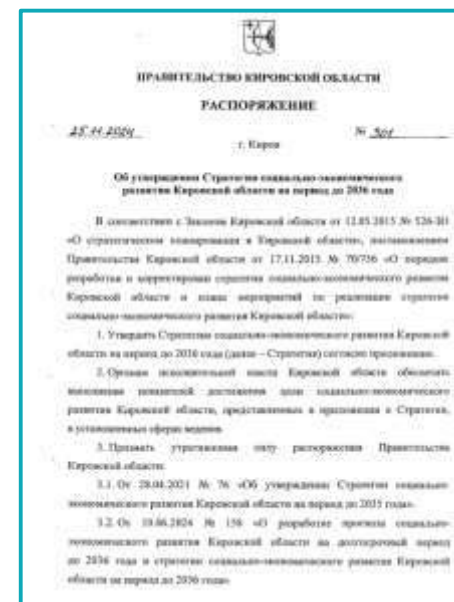 ПРАВИТЕЛЬСТВО КИРОВСКОЙ ОБЛАСТИ
РАСПОРЯЖЕНИЕ
25.11.2024 №
г. Киров
Об утверждении Стратегии социально-экономического
развития Кировской области на период до 2036 года
В соответствии с Законом Кировской области от 12.05.2015 № 526-ЗО
«О стратегическом планировании в Кировской области», постановлением
Правительства Кировской области от 17.11.2015 № 70/756 «О порядке
разработки и корректировки стратегии социально-экономического развития
Кировской области и плана мероприятий по реализации стратегии
социально-экономического развития Кировской области»:
1. Утвердить Стратегию социально-экономического развития Кировской
области на период до 2036 года (далее – Стратегия) согласно приложению.
2. Органам исполнительной власти Кировской области обеспечить
выполнение показателей достижения цели социально-экономического
развития Кировской области, представленных в приложении к Стратегии,
в установленных сферах ведения.
3. Признать утратившими силу распоряжения Правительства
Кировской области:
3.1. От 28.04.2021 № 76 «Об утверждении Стратегии социально-
экономического развития Кировской области на период до 2035 года».
3.2. От 19.06.2024 № 158 «О разработке прогноза социально-
экономического развития Кировской области на долгосрочный период
до 2036 года и стратегии социально-экономического развития Кировской
области на период до 2036 года».